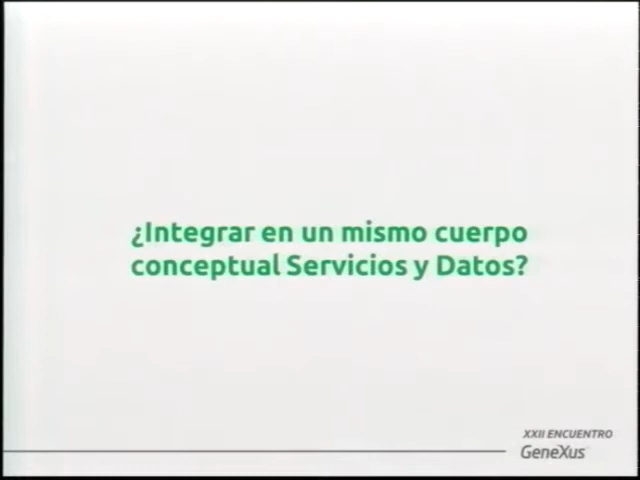 ¿Integrar en un mismo cuerpo
conceptual Servicios y Datos?
XXII ENCUENTRO
GeneXus